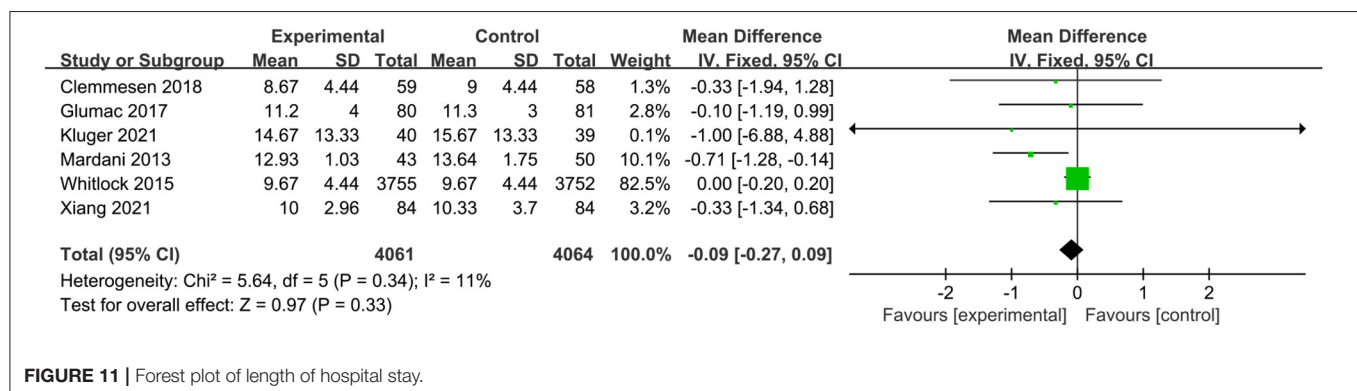 Experimental Control Mean Difference Mean Difference
Study or Subgroup Mean SD Total Mean SD Total Weight IV, Fixed, 95% CI IV, Fixed, 95% CI
Clemmesen 2018 8.67 4.44 59 9 4.44 58 1.3% -0.33 [-1.94, 1.28]
Glumac 2017 11.2 4 80 11.3 3 81 2.8% -0.10 [-1.19, 0.99]
Kluger 2021 14.67 13.33 40 15.67 13.33 39 0.1% -1.00 [-6.88, 4.88]
Mardani 2013 12.93 1.03 43 13.64 1.75 50 10.1% -0.71 [-1.28, -0.14]
Whitlock 2015 9.67 4.44 3755 9.67 4.44 3752 82.5% 0.00 [-0.20, 0.20]
Xiang 2021 10 2.96 84 10.33 3.7 84 3.2% -0.33 [-1.34, 0.68]
Total (95% CI) 4061 4064 100.0% -0.09 [-0.27, 0.09]
Heterogeneity: Chi² = 5.64, df = 5 (P = 0.34); I² = 11%
Test for overall effect: Z = 0.97 (P = 0.33)
-2 -1 0 1 2
Favours [experimental] Favours [control]
FIGURE 11 | Forest plot of length of hospital stay.